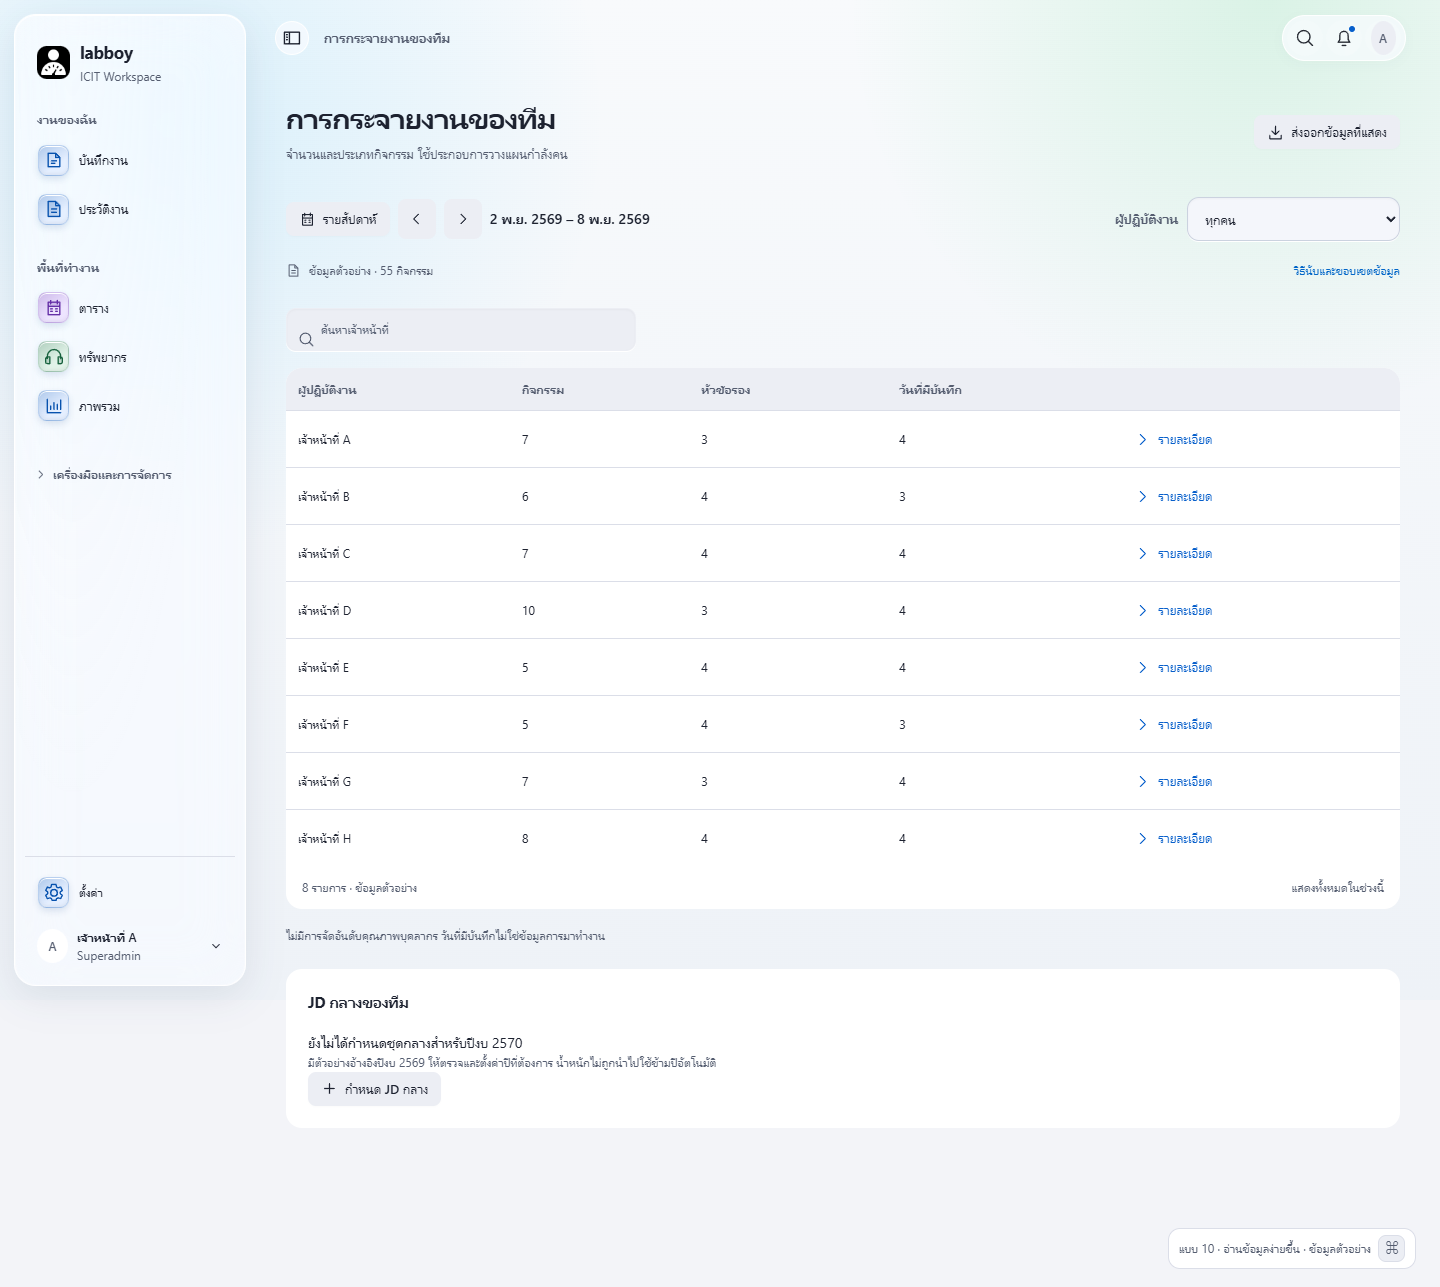 labboy
ICIT Workspace
งานของฉัน
บันทึกงาน
ประวัติงาน
พื้นที่ทำงาน
ตาราง
ทรัพยากร
ภาพรวม
เครื่องมือและการจัดการ
ตั้งค่า
A
เจ้าหน้าที่ A
Superadmin
การกระจายงานของทีม
A
การกระจายงานของทีม
จำนวนและประเภทกิจกรรม ใช้ประกอบการวางแผนกำลังคน
ส่งออกข้อมูลที่แสดง
รายสัปดาห์
2 พ.ย. 2569 – 8 พ.ย. 2569
ผู้ปฏิบัติงาน
ทุกคน
ข้อมูลตัวอย่าง · 55 กิจกรรม
วิธีนับและขอบเขตข้อมูล
ค้นหาเจ้าหน้าที่
ผู้ปฏิบัติงาน กิจกรรม หัวข้อรอง วันที่มีบันทึก
เจ้าหน้าที่ A 7 3 4 รายละเอียด
เจ้าหน้าที่ B 6 4 3 รายละเอียด
เจ้าหน้าที่ C 7 4 4 รายละเอียด
เจ้าหน้าที่ D 10 3 4 รายละเอียด
เจ้าหน้าที่ E 5 4 4 รายละเอียด
เจ้าหน้าที่ F 5 4 3 รายละเอียด
เจ้าหน้าที่ G 7 3 4 รายละเอียด
เจ้าหน้าที่ H 8 4 4 รายละเอียด
8 รายการ · ข้อมูลตัวอย่าง
แสดงทั้งหมดในช่วงนี้
ไม่มีการจัดอันดับคุณภาพบุคลากร วันที่มีบันทึกไม่ใช่ข้อมูลการมาทำงาน
JD กลางของทีม
ยังไม่ได้กำหนดชุดกลางสำหรับปีงบ 2570
มีตัวอย่างอ้างอิงปีงบ 2569 ให้ตรวจและตั้งค่าปีที่ต้องการ น้ำหนักไม่ถูกนำไปใช้ข้ามปีอัตโนมัติ
กำหนด JD กลาง
แบบ 10 · อ่านข้อมูลง่ายขึ้น · ข้อมูลตัวอย่าง ⌘